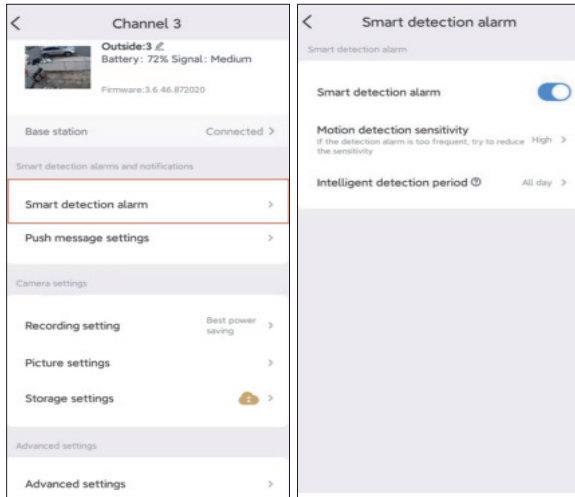 Channel 3
Outside:3
Battery: 72% Signal: Medium
Firmware:3.6.46.872020
Base station Connected >
Smart detection alarms and notifications
Smart detection alarm >
Push message settings >
Camera settings
Recording setting Best power saving >
Picture settings >
Storage settings >
Advanced settings
Advanced settings >
Smart detection alarm
Smart detection alarm
Smart detection alarm
Motion detection sensitivity High >
If the detection alarm is too frequent, try to reduce
the sensitivity
Intelligent detection period ? All day >